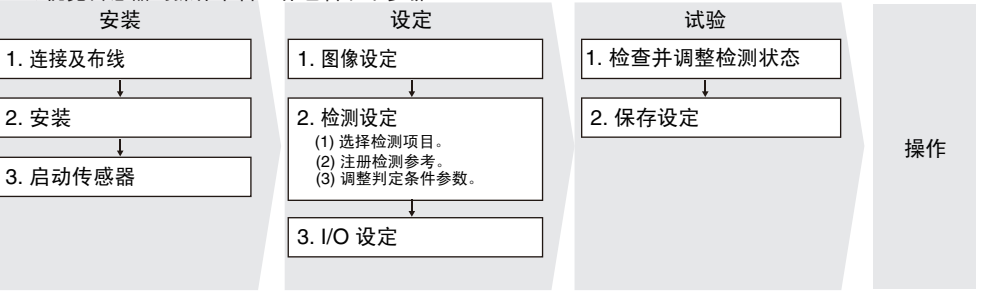 安装
1. 连接及布线
2. 安装
3. 启动传感器
设定
1. 图像设定
2. 检测设定
(1) 选择检测项目。
(2) 注册检测参考。
(3) 调整判定条件参数。
3. I/O 设定
试验
1. 检查并调整检测状态
2. 保存设定
操作